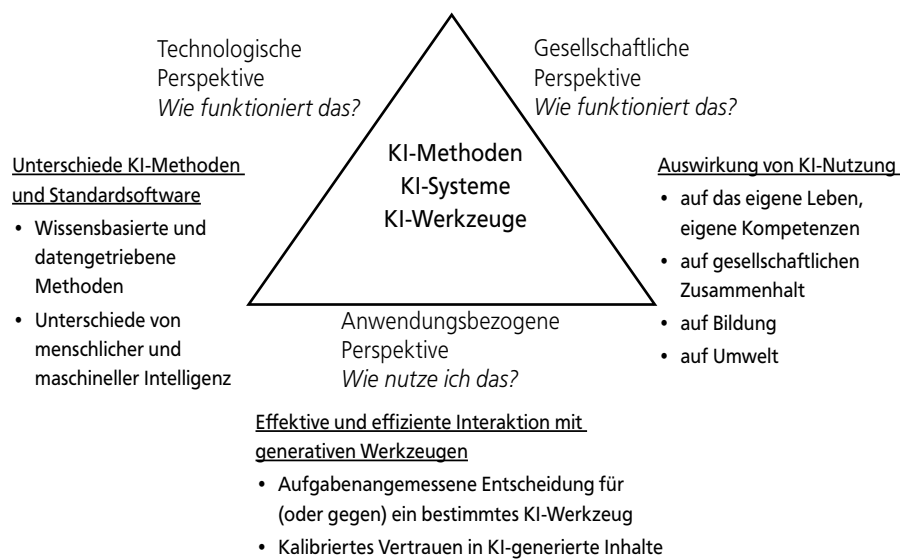 Technologische
Perspektive
Wie funktioniert das?
Gesellschaftliche
Perspektive
Wie funktioniert das?
KI-Methoden
KI-Systeme
KI-Werkzeuge
Unterschiede KI-Methoden
und Standardsoftware
• Wissensbasierte und
datengetriebene
Methoden
• Unterschiede von
menschlicher und
maschineller Intelligenz
Auswirkung von KI-Nutzung
• auf das eigene Leben,
eigene Kompetenzen
• auf gesellschaftlichen
Zusammenhalt
• auf Bildung
• auf Umwelt
Anwendungsbezogene
Perspektive
Wie nutze ich das?
Effektive und effiziente Interaktion mit
generativen Werkzeugen
• Aufgabenangemessene Entscheidung für
(oder gegen) ein bestimmtes KI-Werkzeug
• Kalibriertes Vertrauen in KI-generierte Inhalte